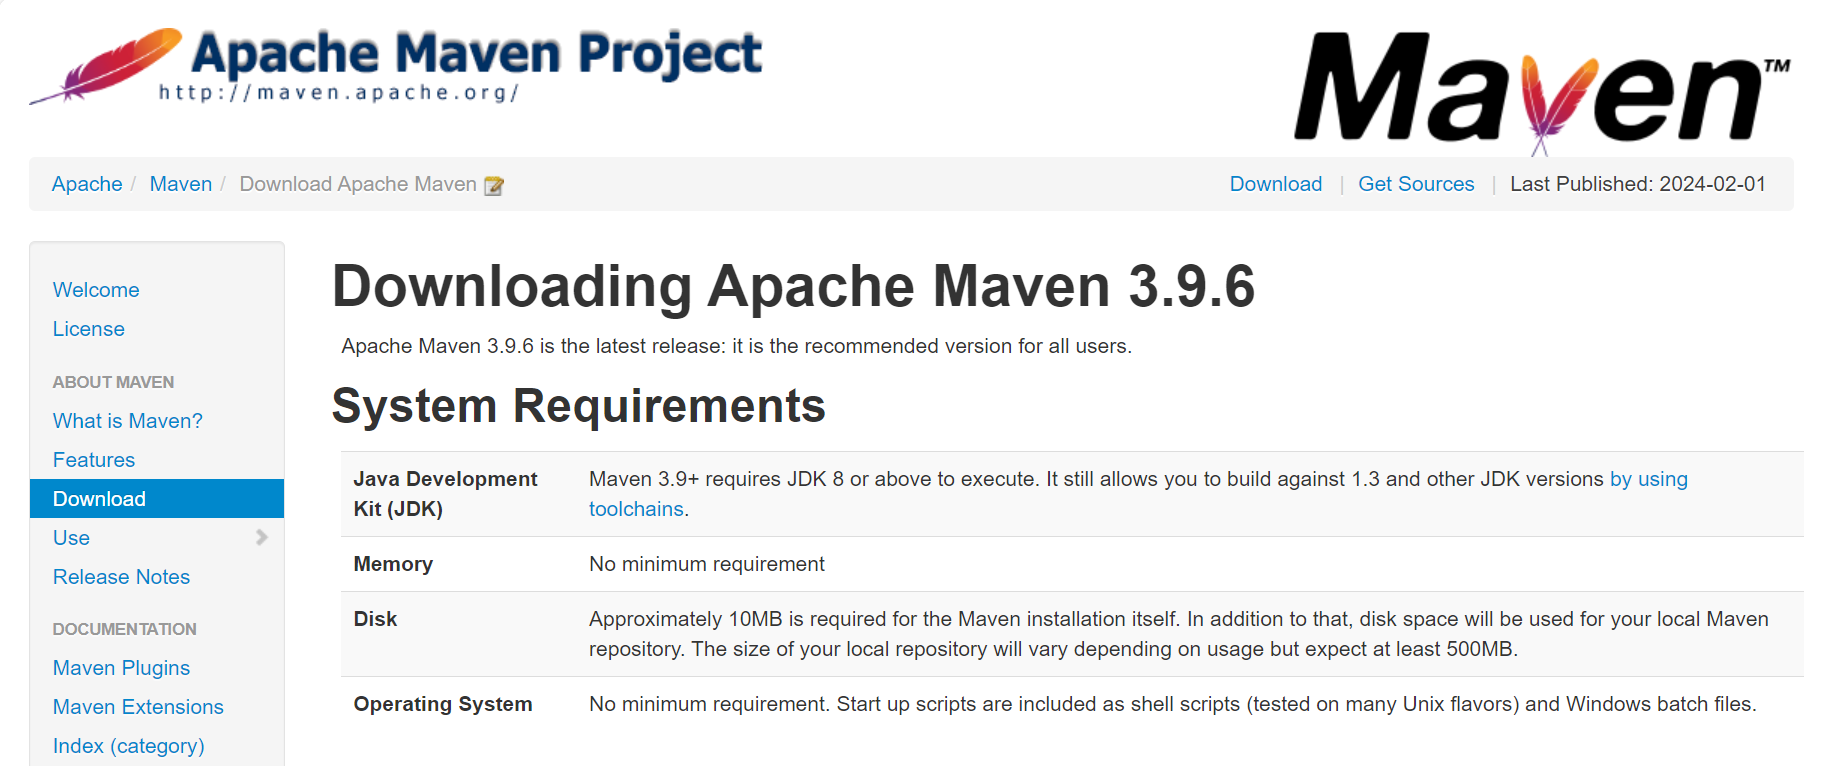 Apache Maven Project
http://maven.apache.org/
Maven™
Apache / Maven / Download Apache Maven
Download | Get Sources | Last Published: 2024-02-01
Welcome
License
ABOUT MAVEN
What is Maven?
Features
Download
Use
Release Notes
DOCUMENTATION
Maven Plugins
Maven Extensions
Index (category)
Downloading Apache Maven 3.9.6
Apache Maven 3.9.6 is the latest release: it is the recommended version for all users.
System Requirements
Java Development
Kit (JDK)
Maven 3.9+ requires JDK 8 or above to execute. It still allows you to build against 1.3 and other JDK versions by using
toolchains.
Memory
No minimum requirement
Disk
Approximately 10MB is required for the Maven installation itself. In addition to that, disk space will be used for your local Maven
repository. The size of your local repository will vary depending on usage but expect at least 500MB.
Operating System
No minimum requirement. Start up scripts are included as shell scripts (tested on many Unix flavors) and Windows batch files.